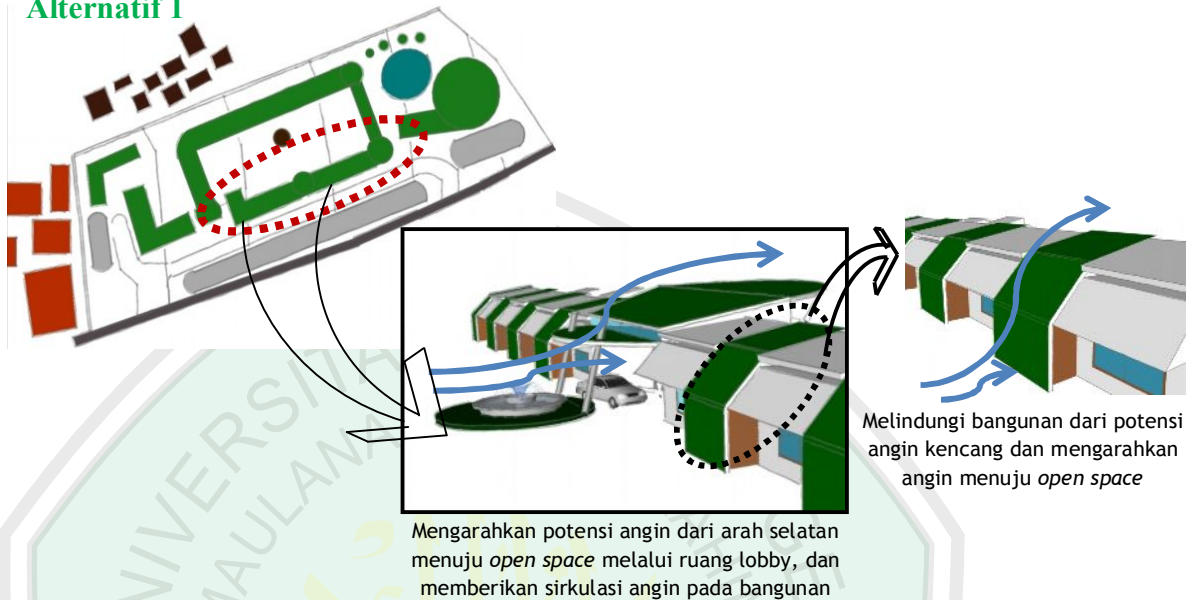 Alternatif 1
Melindungi bangunan dari potensi
angin kencang dan mengarahkan
angin menuju open space
Mengarahkan potensi angin dari arah selatan
menuju open space melalui ruang lobby, dan
memberikan sirkulasi angin pada bangunan